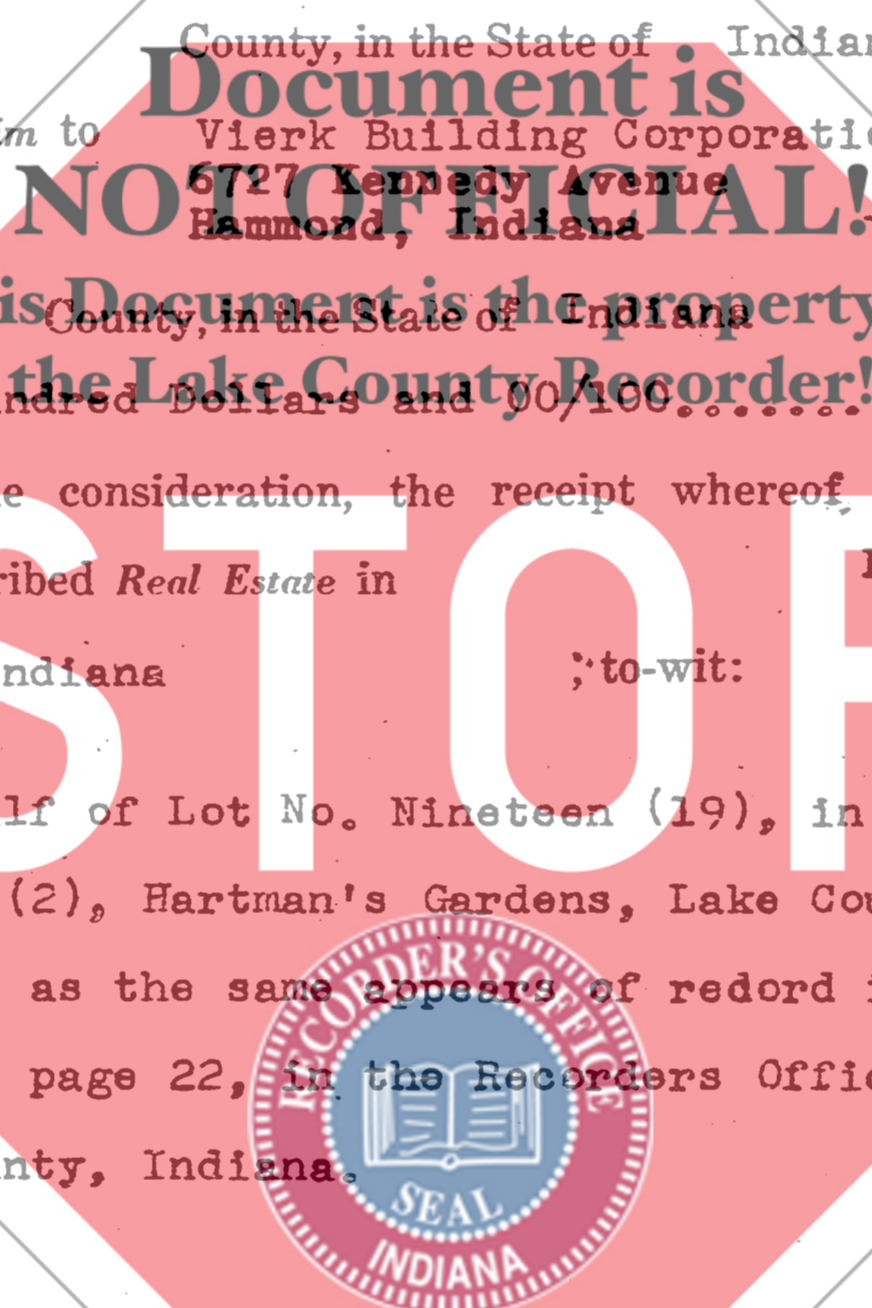 County, in the State of Indian
Document is
im to Vierk Building Corporatio
6727 Kennedy Avenue
NOT OFFICIAL!
Hammond, Indiana
is Document is the property
County, in the State of Indiana
the Lake County Recorder!
ndred Dollars and 00/100........
e consideration, the receipt whereof,
STOP
ribed Real Estate in
ndiana ; to-wit:
lf of Lot No. Nineteen (19), in
(2), Hartman's Gardens, Lake Cou
as the same appears of redord i
page 22, in the Recorders Offic
nty, Indiana.
RECORDER'S OFFICE
SEAL
INDIANA